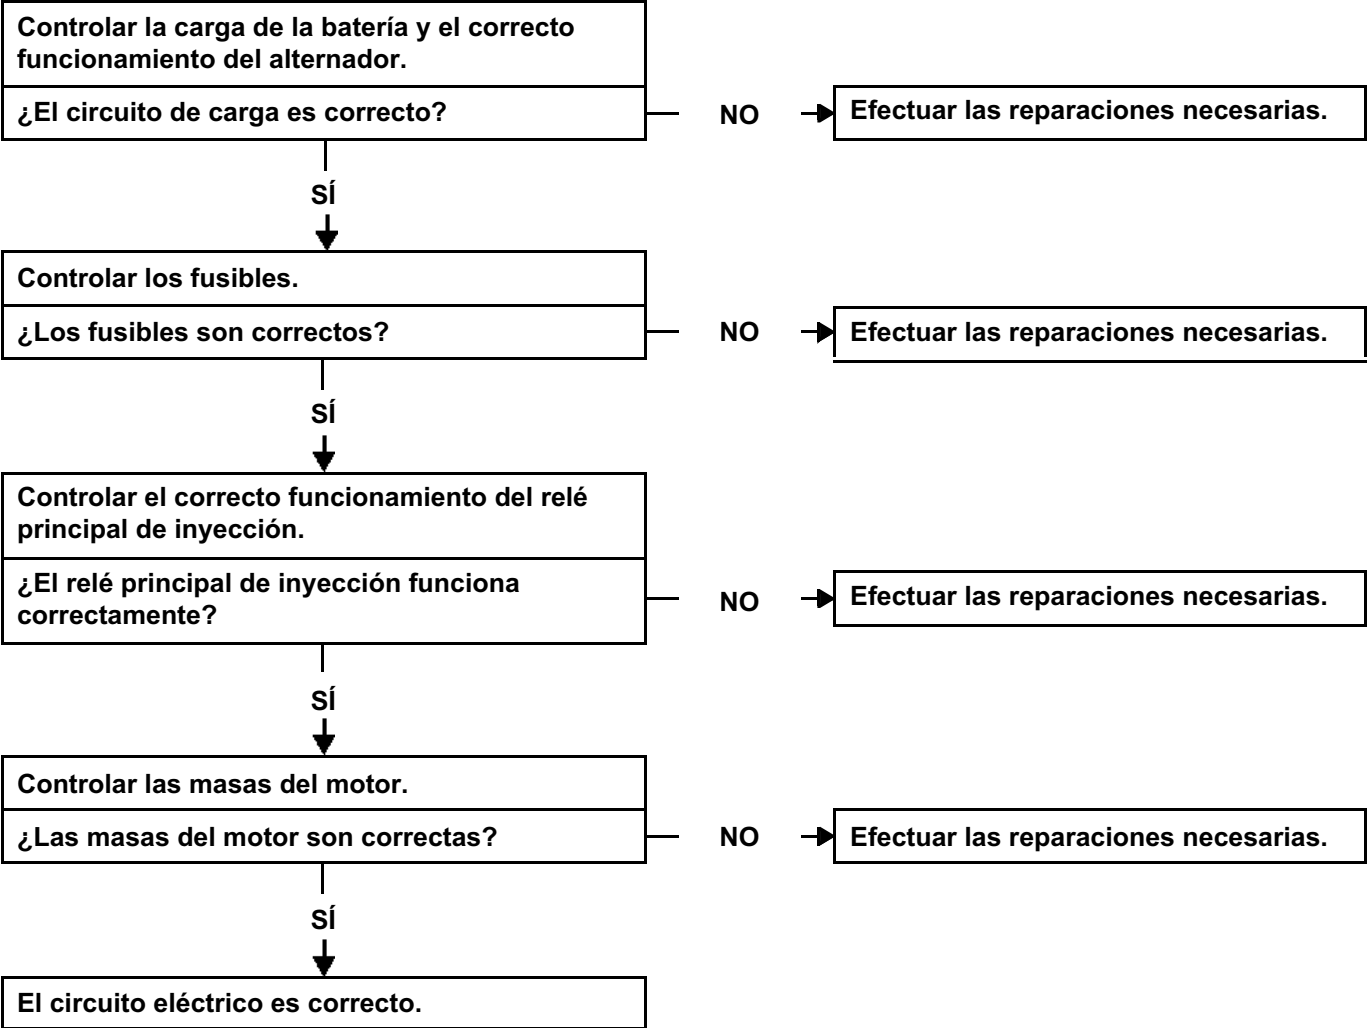 Controlar la carga de la batería y el correcto
funcionamiento del alternador.
¿El circuito de carga es correcto?
NO
Efectuar las reparaciones necesarias.
SÍ
Controlar los fusibles.
¿Los fusibles son correctos?
NO
Efectuar las reparaciones necesarias.
SÍ
Controlar el correcto funcionamiento del relé
principal de inyección.
¿El relé principal de inyección funciona
correctamente?
NO
Efectuar las reparaciones necesarias.
SÍ
Controlar las masas del motor.
¿Las masas del motor son correctas?
NO
Efectuar las reparaciones necesarias.
SÍ
El circuito eléctrico es correcto.